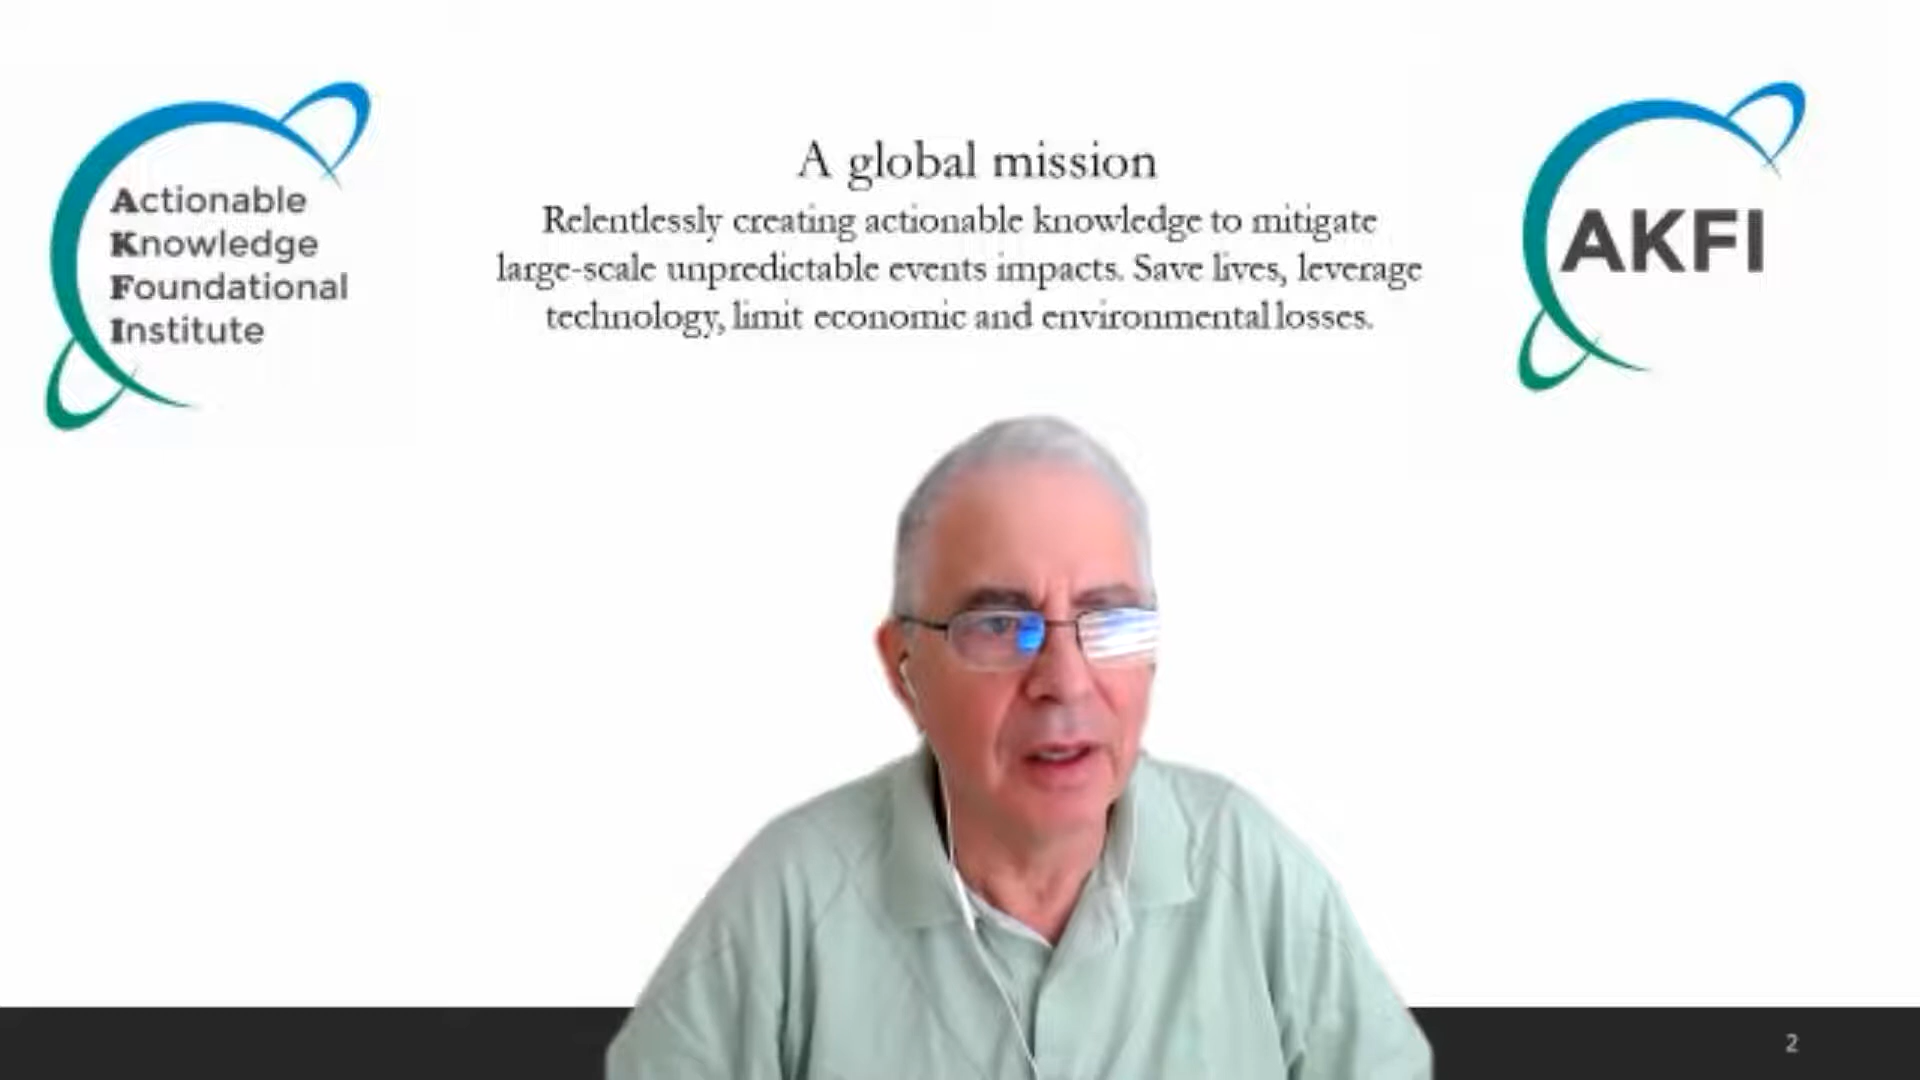 Actionable
Knowledge
Foundational
Institute
A global mission
Relentlessly creating actionable knowledge to mitigate
large-scale unpredictable events impacts. Save lives, leverage
technology, limit economic and environmental losses.
AKFI
2